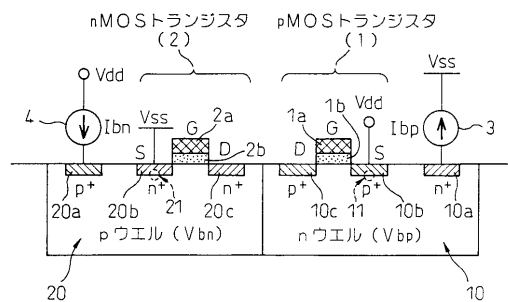 nMOSトランジスタ pMOSトランジスタ
(2) (1)
Vss
Vdd
4 Ibn Vss G 2a 1a G 1b Vdd Ibp 3
S D 2b D S
p+ n+ n+ p+ p+ n+
20a 20b 21 20c 10c 11 10b 10a
pウエル(Vbn) nウエル(Vbp)
20 10